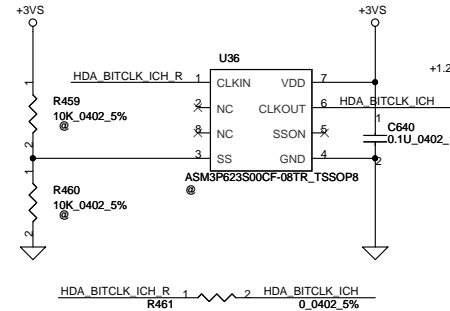 +3VS
+3VS
U36
+1.2
HDA_BITCLK_ICH_R 1 CLKIN VDD 7
1
R459
10K_0402_5%
@
2
2 NC CLKOUT 6 HDA_BITCLK_ICH
8 NC SSON 5
1
C640
0.1U_0402_
2
3 SS GND 4
ASM3P623S00CF-08TR_TSSOP8
@
1
R460
10K_0402_5%
@
2
HDA_BITCLK_ICH_R 1 2 HDA_BITCLK_ICH
R461 0_0402_5%